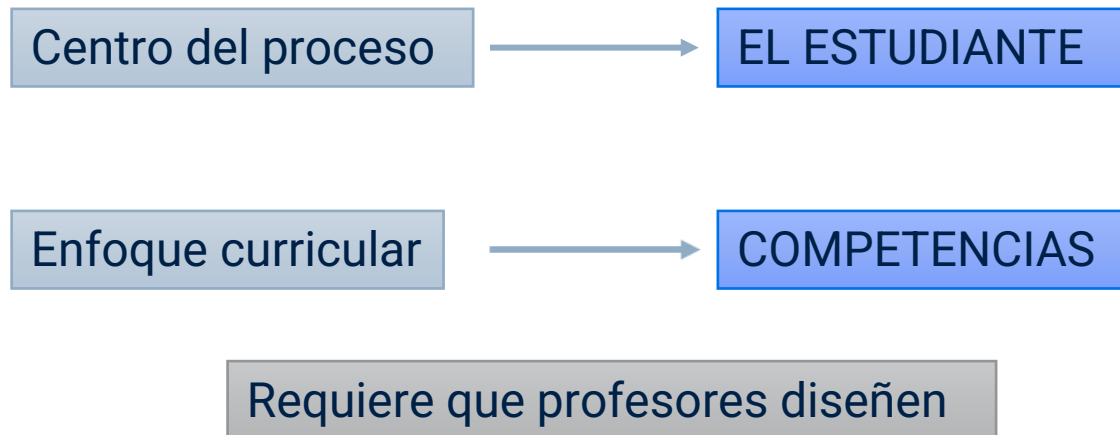 Centro del proceso
EL ESTUDIANTE
Enfoque curricular
COMPETENCIAS
Requiere que profesores diseñen